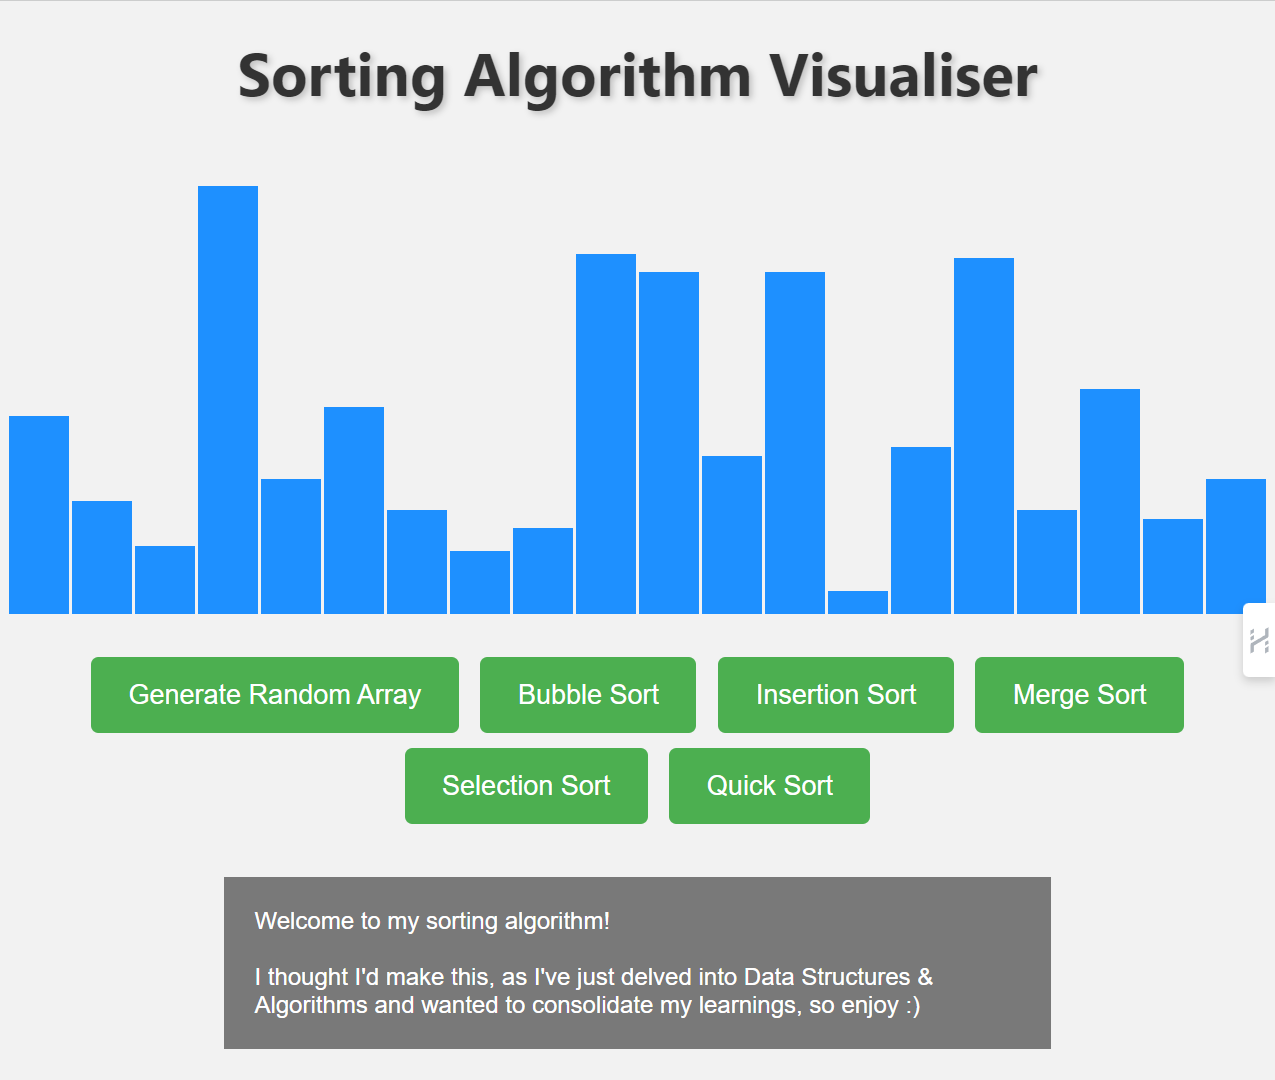 Sorting Algorithm Visualiser
Generate Random Array
Bubble Sort
Insertion Sort
Merge Sort
Selection Sort
Quick Sort
Welcome to my sorting algorithm!
I thought I'd make this, as I've just delved into Data Structures &
Algorithms and wanted to consolidate my learnings, so enjoy :)